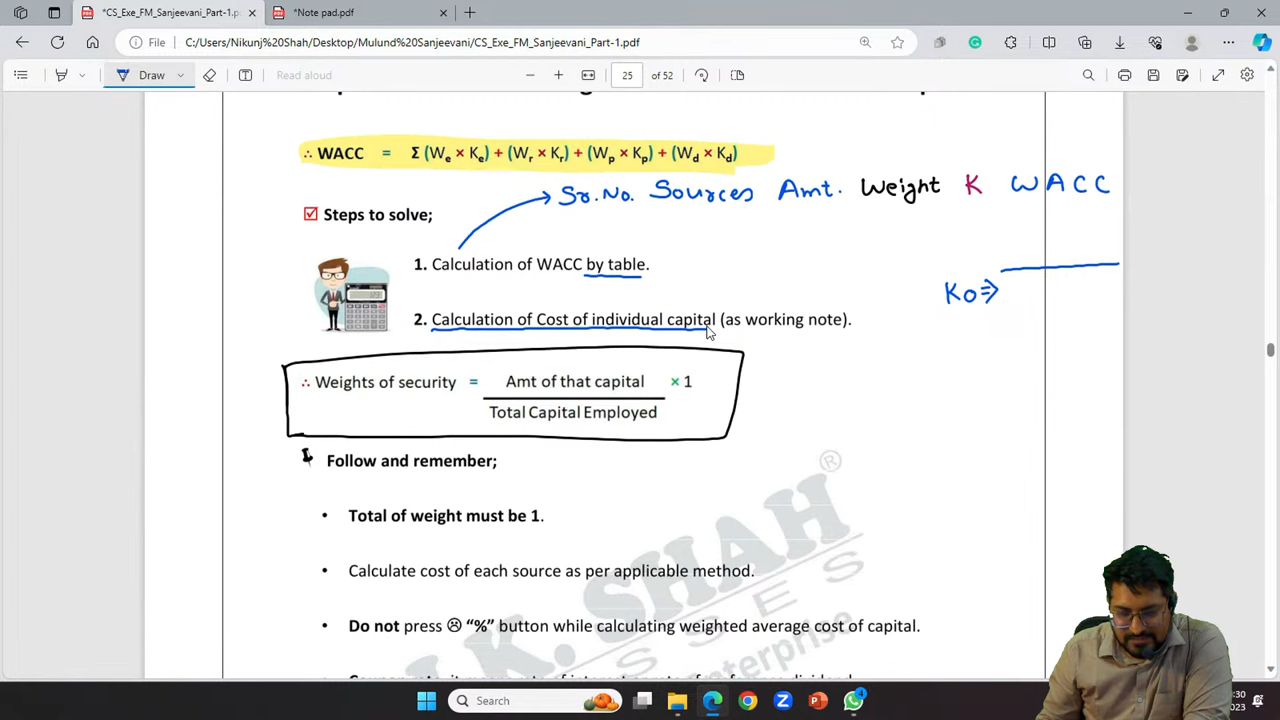 *CS_Exe_FM_Sanjeevani_Part-1.p
*Note pad.pdf
File C:/Users/Nikunj%20Shah/Desktop/Mulund%20Sanjeevani/CS_Exe_FM_Sanjeevani_Part-1.pdf
Draw Read aloud 25 of 52
∴ WACC = Σ (We × Ke) + (Wr × Kr) + (Wp × Kp) + (Wd × Kd)
Sr.No. Sources Amt. Weight K WACC
Steps to solve;
1. Calculation of WACC by table.
Ko⇒
2. Calculation of Cost of individual capital (as working note).
∴ Weights of security = Amt of that capital × 1
Total Capital Employed
Follow and remember;
• Total of weight must be 1.
• Calculate cost of each source as per applicable method.
• Do not press ☹ “%” button while calculating weighted average cost of capital.
.K. SHAH ®
SSES
nterprise
Search
4